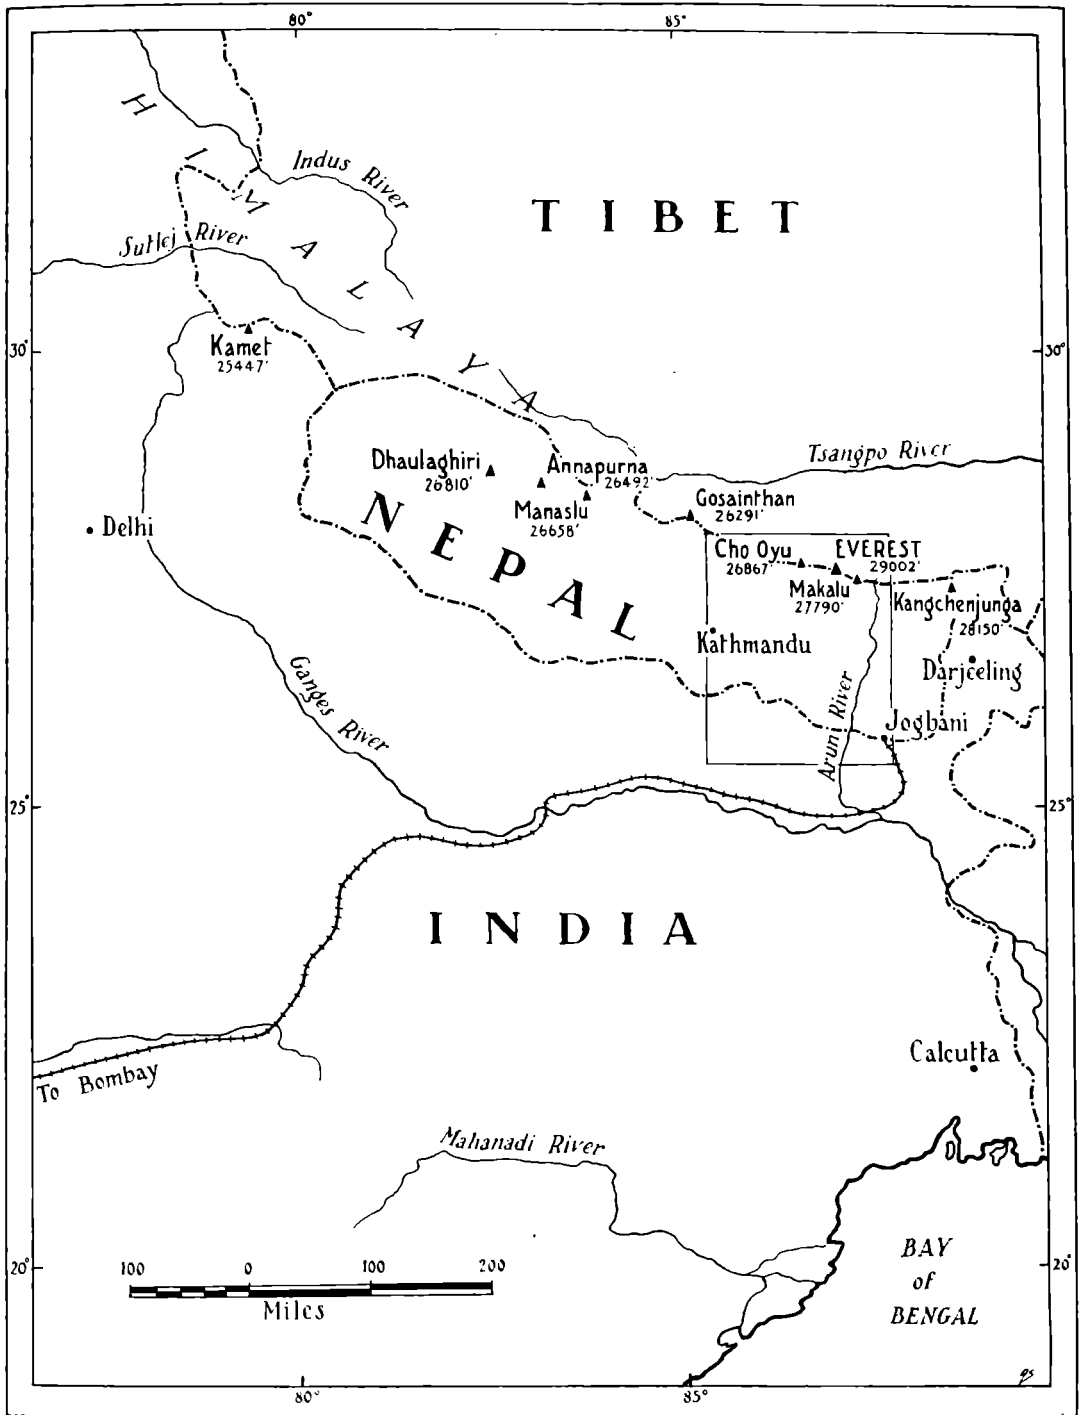 80°
85°
HIMALAYA
Indus River
TIBET
Sutlej River
30°
30°
Kamet
25447'
Tsangpo River
Dhaulaghiri
26810'
Annapurna
26492'
Manaslu
26658'
Gosainthan
26291'
Delhi
NEPAL
Cho Oyu
26867'
EVEREST
29002'
Makalu
27790'
Kangchenjunga
28150'
Kathmandu
Darjeeling
Ganges River
Arun River
Jogbani
25°
25°
INDIA
Calcutta
To Bombay
Mahanadi River
BAY
of
BENGAL
20°
20°
100 0 100 200
Miles
80°
85°